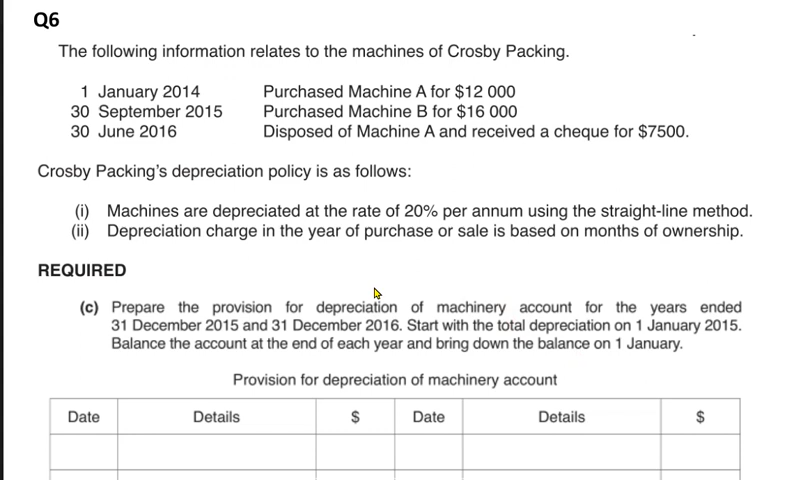 Q6
The following information relates to the machines of Crosby Packing.
1 January 2014 Purchased Machine A for $12 000
30 September 2015 Purchased Machine B for $16 000
30 June 2016 Disposed of Machine A and received a cheque for $7500.
Crosby Packing's depreciation policy is as follows:
(i) Machines are depreciated at the rate of 20% per annum using the straight-line method.
(ii) Depreciation charge in the year of purchase or sale is based on months of ownership.
REQUIRED
(c) Prepare the provision for depreciation of machinery account for the years ended
31 December 2015 and 31 December 2016. Start with the total depreciation on 1 January 2015.
Balance the account at the end of each year and bring down the balance on 1 January.
Provision for depreciation of machinery account
Date Details $ Date Details $